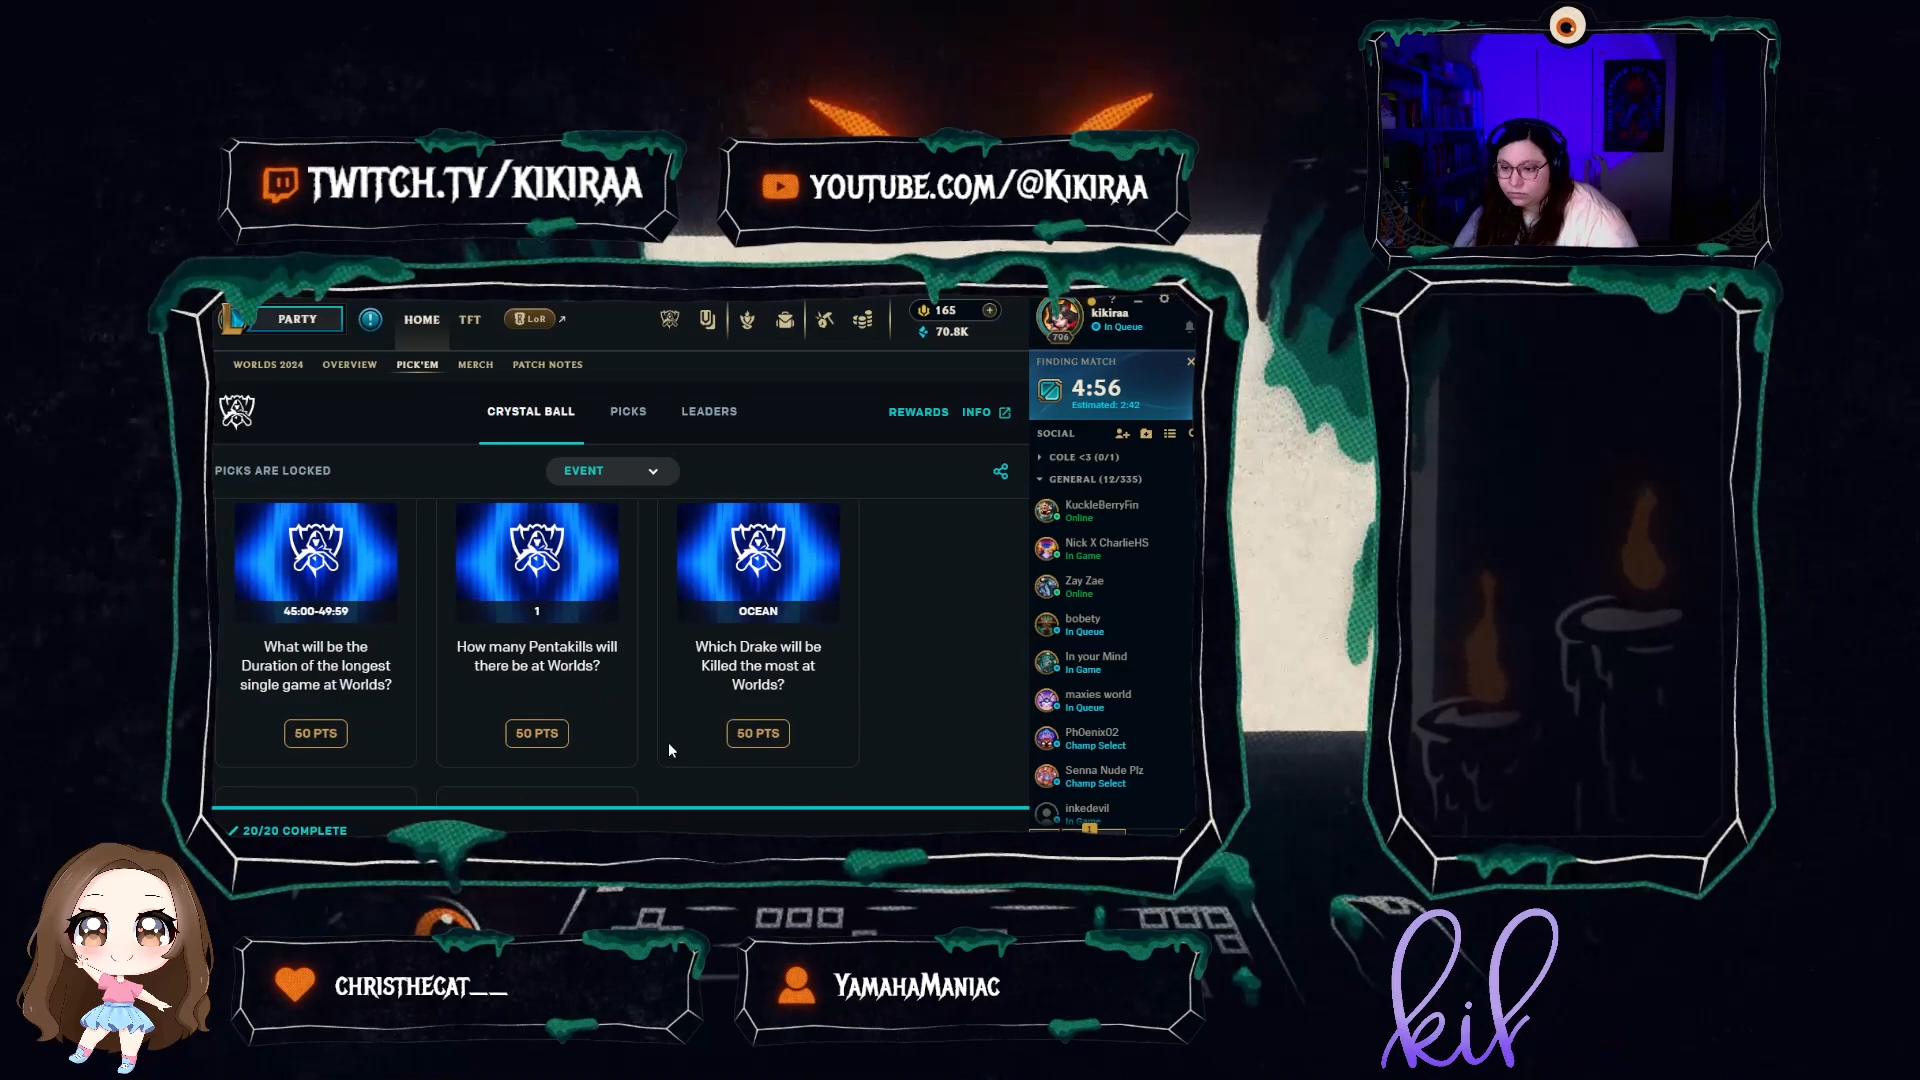 TWITCH.TV/KIKIRAA
YOUTUBE.COM/@KIKIRAA
PARTY
HOME
TFT
LoR
165
70.8K
796
kikiraa
In Queue
WORLDS 2024
OVERVIEW
PICK'EM
MERCH
PATCH NOTES
FINDING MATCH
4:56
Estimated: 2:42
CRYSTAL BALL
PICKS
LEADERS
REWARDS
INFO
PICKS ARE LOCKED
EVENT
45:00-49:59
What will be the
Duration of the longest
single game at Worlds?
50 PTS
1
How many Pentakills will
there be at Worlds?
50 PTS
OCEAN
Which Drake will be
Killed the most at
Worlds?
50 PTS
20/20 COMPLETE
SOCIAL
COLE <3 (0/1)
GENERAL (12/335)
KuckleBerryFin
Online
Nick X CharlieHS
In Game
Zay Zae
Online
bobety
In Queue
In your Mind
In Game
maxies world
In Queue
Ph0enix02
Champ Select
Senna Nude Plz
Champ Select
inkedevil
In Game
1
CHRISTHECAT__
YAMAHAMANIAC
kik